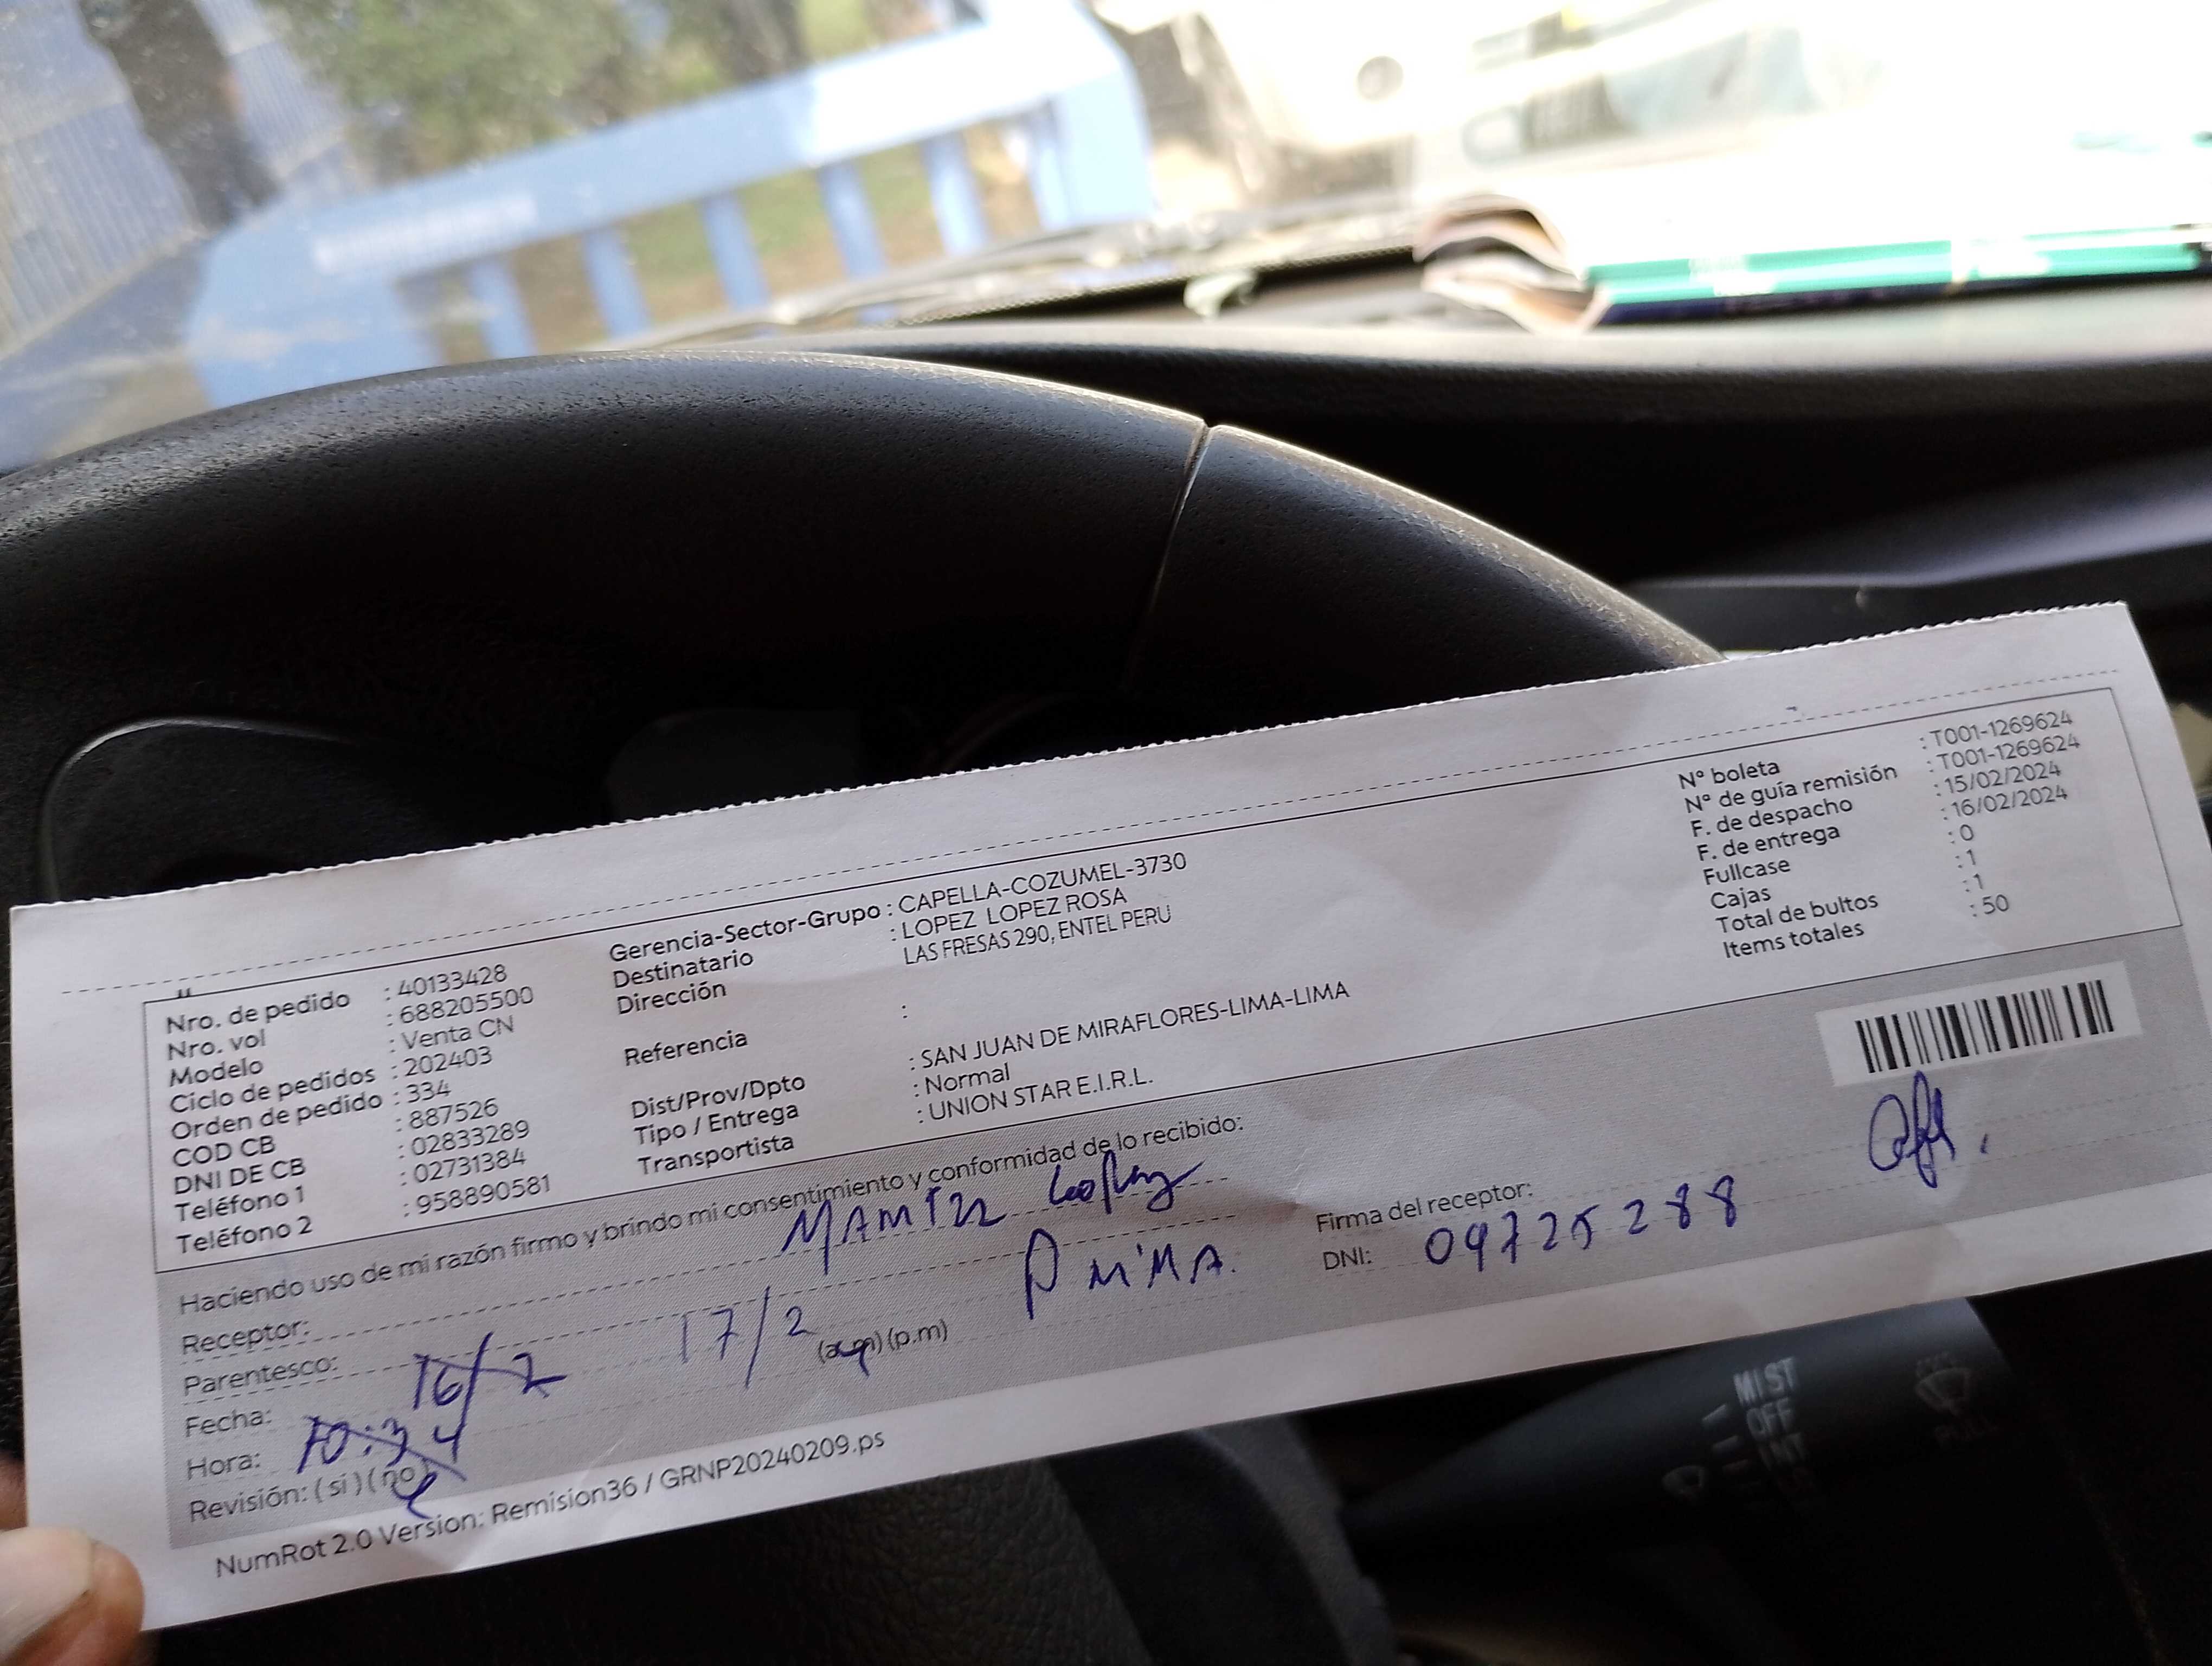 Nro. de pedido : 40133428
Nro. vol : 688205500
Modelo : Venta CN
Ciclo de pedidos : 202403
Orden de pedido : 334
COD CB : 887526
DNI DE CB : 02833289
Teléfono 1 : 02731384
Teléfono 2 : 958890581
Gerencia-Sector-Grupo : CAPELLA-COZUMEL-3730
Destinatario : LOPEZ LOPEZ ROSA
Dirección LAS FRESAS 290, ENTEL PERU
Referencia :
Dist/Prov/Dpto : SAN JUAN DE MIRAFLORES-LIMA-LIMA
Tipo / Entrega : Normal
Transportista : UNION STAR E.I.R.L.
N° boleta : T001-1269624
N° de guía remisión : T001-1269624
F. de despacho : 15/02/2024
F. de entrega : 16/02/2024
Fullcase : 0
Cajas : 1
Total de bultos : 1
Items totales : 50
Haciendo uso de mi razón firmo y brindo mi consentimiento y conformidad de lo recibido:
Receptor:
Parentesco:
Fecha: 16/2 17/2
Hora: 10:34 (a.m) (p.m)
Revisión: (si) (no)
Firma del receptor:
DNI: 09725288
NumRot 2.0 Version: Remision36 / GRNP20240209.ps
MIST
OFF
INT
PULL